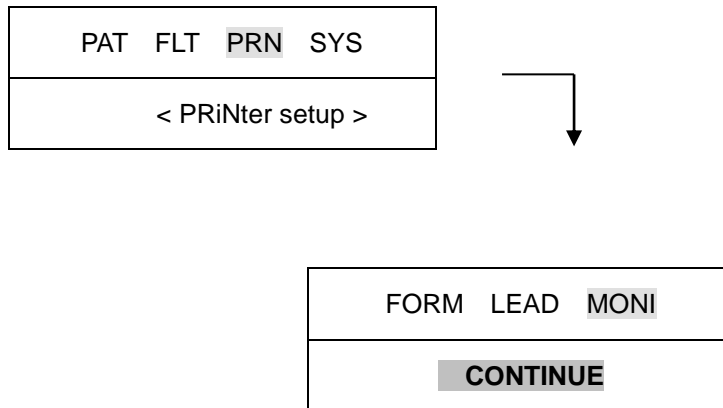 PAT FLT PRN SYS
< PRiNter setup >
FORM LEAD MONI
CONTINUE